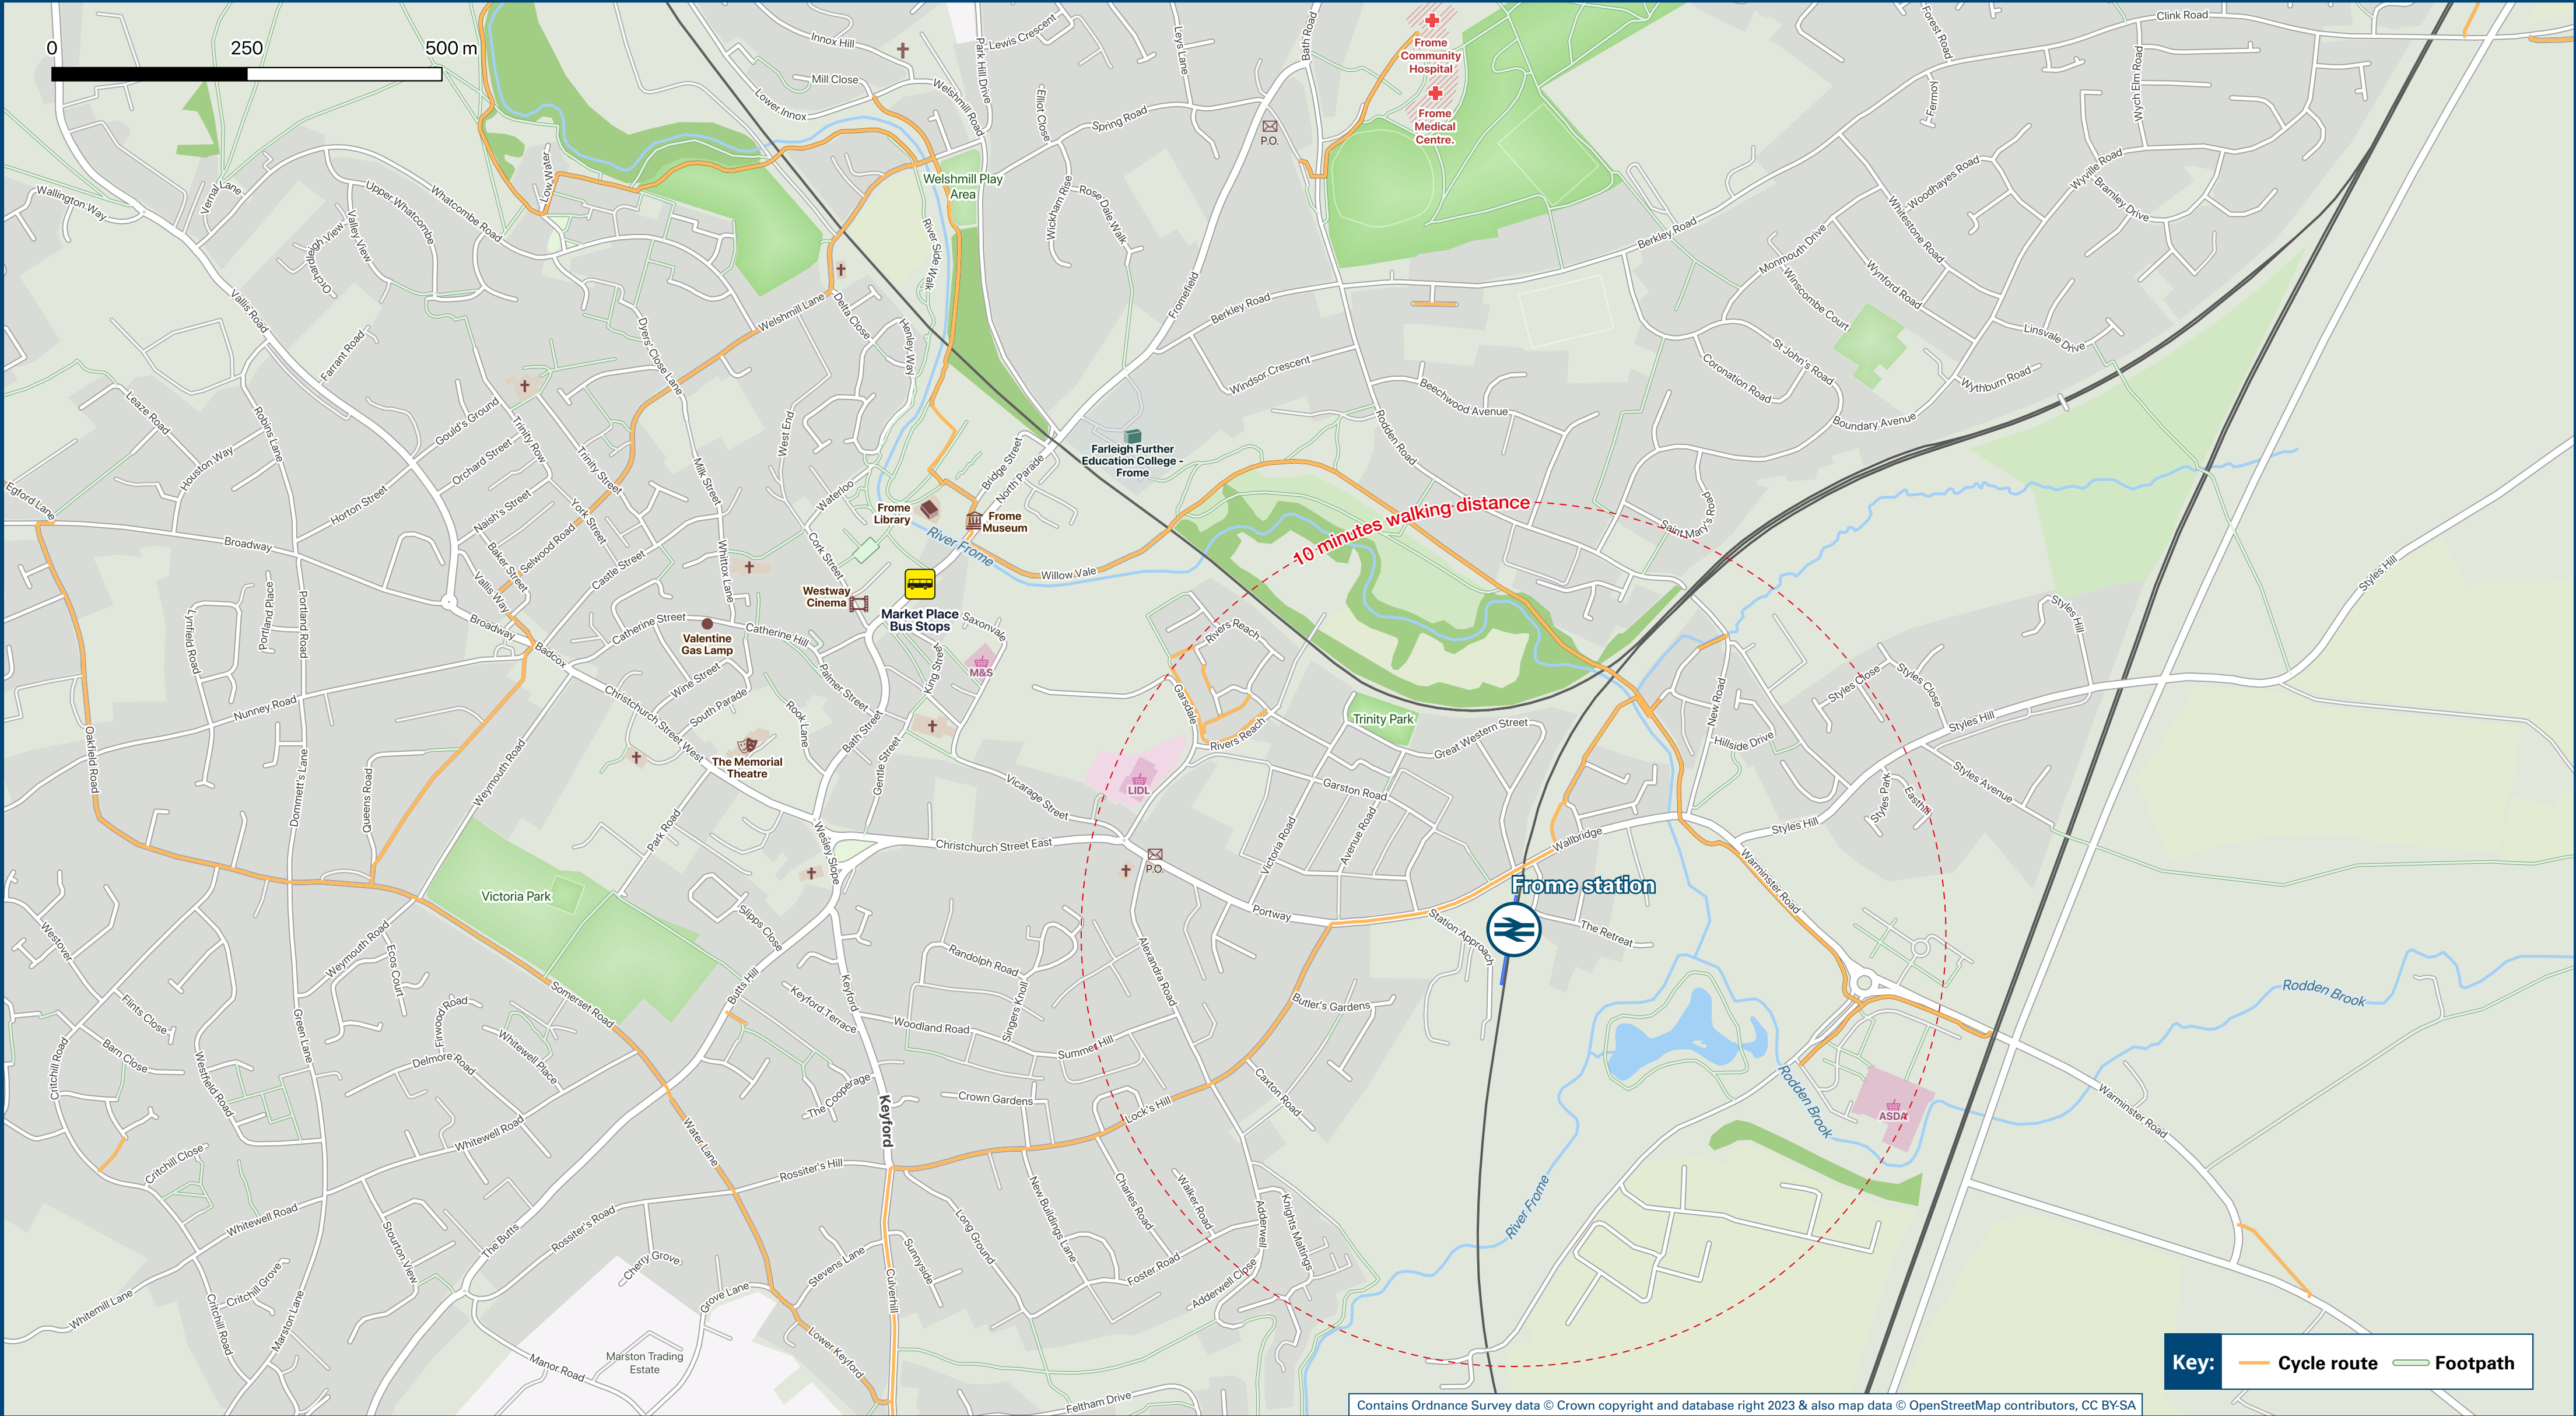 0 250 500 m
Innox Hill
Mill Close
Lower Innox
Welshmill Road
Park Hill Drive
Lewis Crescent
Elliot Close
Leys Lane
Spring Road
Bath Road
P.O.
Frome
Community
Hospital
Frome
Medical
Centre.
Forest Road
Clink Road
Fermoy
Wych Elm Road
Wyville Road
Bramley Drive
Woodhayes Road
Whitestone Road
Wynford Road
Monmouth Drive
Winscombe Court
Berkley Road
Linsvale Drive
Wythburn Road
St John's Road
Coronation Road
Boundary Avenue
Wallington Way
Vernal Lane
Upper Whatcombe
Whatcombe Road
Valley View
Orchardleigh View
Low Water
Vallis Road
Farrant Road
Welshmill Play
Area
River Side Walk
Wickham Rise
Rose Dale Walk
Fromefield
Berkley Road
Windsor Crescent
Beechwood Avenue
Rodden Road
Saint Mary's Road
Welshmill Lane
Delta Close
Henley Way
Dyers' Close Lane
Leaze Road
Houston Way
Robins Lane
Gould's Ground
Orchard Street
Trinity Row
Trinity Street
Horton Street
Naish's Street
York Street
Selwood Road
Baker Street
Castle Street
Vallis Way
Milk Street
West End
Waterloo
Whittox Lane
Cork Street
Bridge Street
North Parade
Farleigh Further
Education College -
Frome
Frome
Library
Frome
Museum
River Frome
Willow Vale
10 minutes walking distance
Egford Lane
Broadway
Broadway
Badcox
Portland Place
Portland Road
Lynfield Road
Nunney Road
Oakfield Road
Dommett's Lane
Queens Road
Weymouth Road
Westway
Cinema
Market Place
Bus Stops
Saxonvale
Catherine Street
Catherine Hill
Valentine
Gas Lamp
Wine Street
South Parade
Palmer Street
Rook Lane
Bath Street
King Street
M&S
Christchurch Street West
The Memorial
Theatre
Gentle Street
Vicarage Street
LIDL
Garsdale
Rivers Reach
Rivers Reach
Trinity Park
Great Western Street
Garston Road
Victoria Road
Avenue Road
New Road
Hillside Drive
Styles Close
Styles Close
Styles Hill
Styles Hill
Styles Hill
Styles Hill
Styles Avenue
Styles Park
Easthill
Wallbridge
Warminster Road
Frome station
Station Approach
The Retreat
Portway
Christchurch Street East
P.O.
Wesley Slope
Park Road
Victoria Park
Slipps Close
Butts Hill
Weymouth Road
Ecos Court
Somerset Road
Westover
Flints Close
Barn Close
Critchill Road
Westfield Road
Green Lane
Firwood Road
Delmore Road
Whitewell Place
Whitewell Road
Critchill Close
Whitewell Road
Whitemill Lane
Critchill Grove
Critchill Road
Marston Lane
Stourton View
The Butts
Rossiter's Road
Rossiter's Hill
Water Lane
Cherry Grove
Grove Lane
Stevens Lane
Lower Keyford
Manor Road
Marston Trading
Estate
Keyford
Keyford Terrace
The Cooperage
Keyford
Culverhill
Sunnyside
Long Ground
Randolph Road
Singers Knoll
Woodland Road
Summer Hill
Crown Gardens
Lock's Hill
Alexandra Road
Butler's Gardens
Caxton Road
New Buildings Lane
Charles Road
Walker Road
Foster Road
Adderwell
Adderwell Close
Knights Maltings
Feltham Drive
River Frome
Rodden Brook
Rodden Brook
ASDA
Warminster Road
Key: Cycle route Footpath
Contains Ordnance Survey data © Crown copyright and database right 2023 & also map data © OpenStreetMap contributors, CC BY-SA